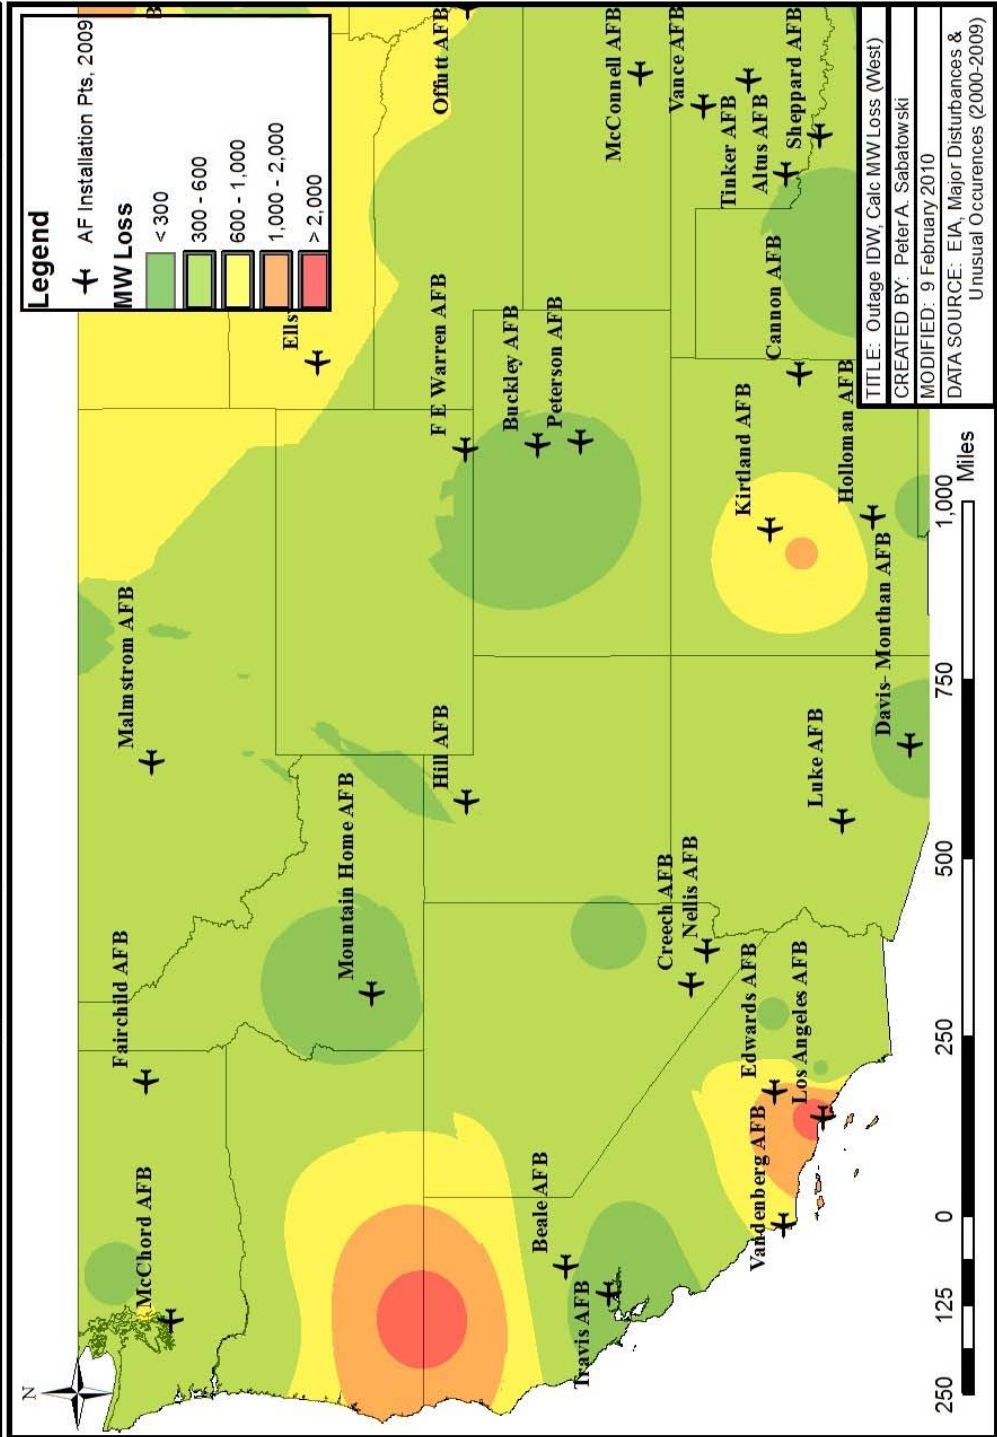 Legend
AF Installation Pts, 2009
MW Loss
< 300
300 - 600
600 - 1,000
1,000 - 2,000
> 2,000
N
McChord AFB
Fairchild AFB
Malmstrom AFB
Mountain Home AFB
Hill AFB
F E Warren AFB
Ells
B
Offutt AFB
Buckley AFB
Peterson AFB
McConnell AFB
Vance AFB
Tinker AFB
Altus AFB
Sheppard AFB
Cannon AFB
Kirtland AFB
Holloman AFB
Davis- Monthan AFB
Luke AFB
Creech AFB
Nellis AFB
Edwards AFB
Los Angeles AFB
Vandenberg AFB
Beale AFB
Travis AFB
250 125 0 250 500 750 1,000
Miles
TITLE: Outage IDW, Calc MW Loss (West)
CREATED BY: Peter A. Sabatowski
MODIFIED: 9 February 2010
DATA SOURCE: EIA, Major Disturbances &
Unusual Occurences (2000-2009)